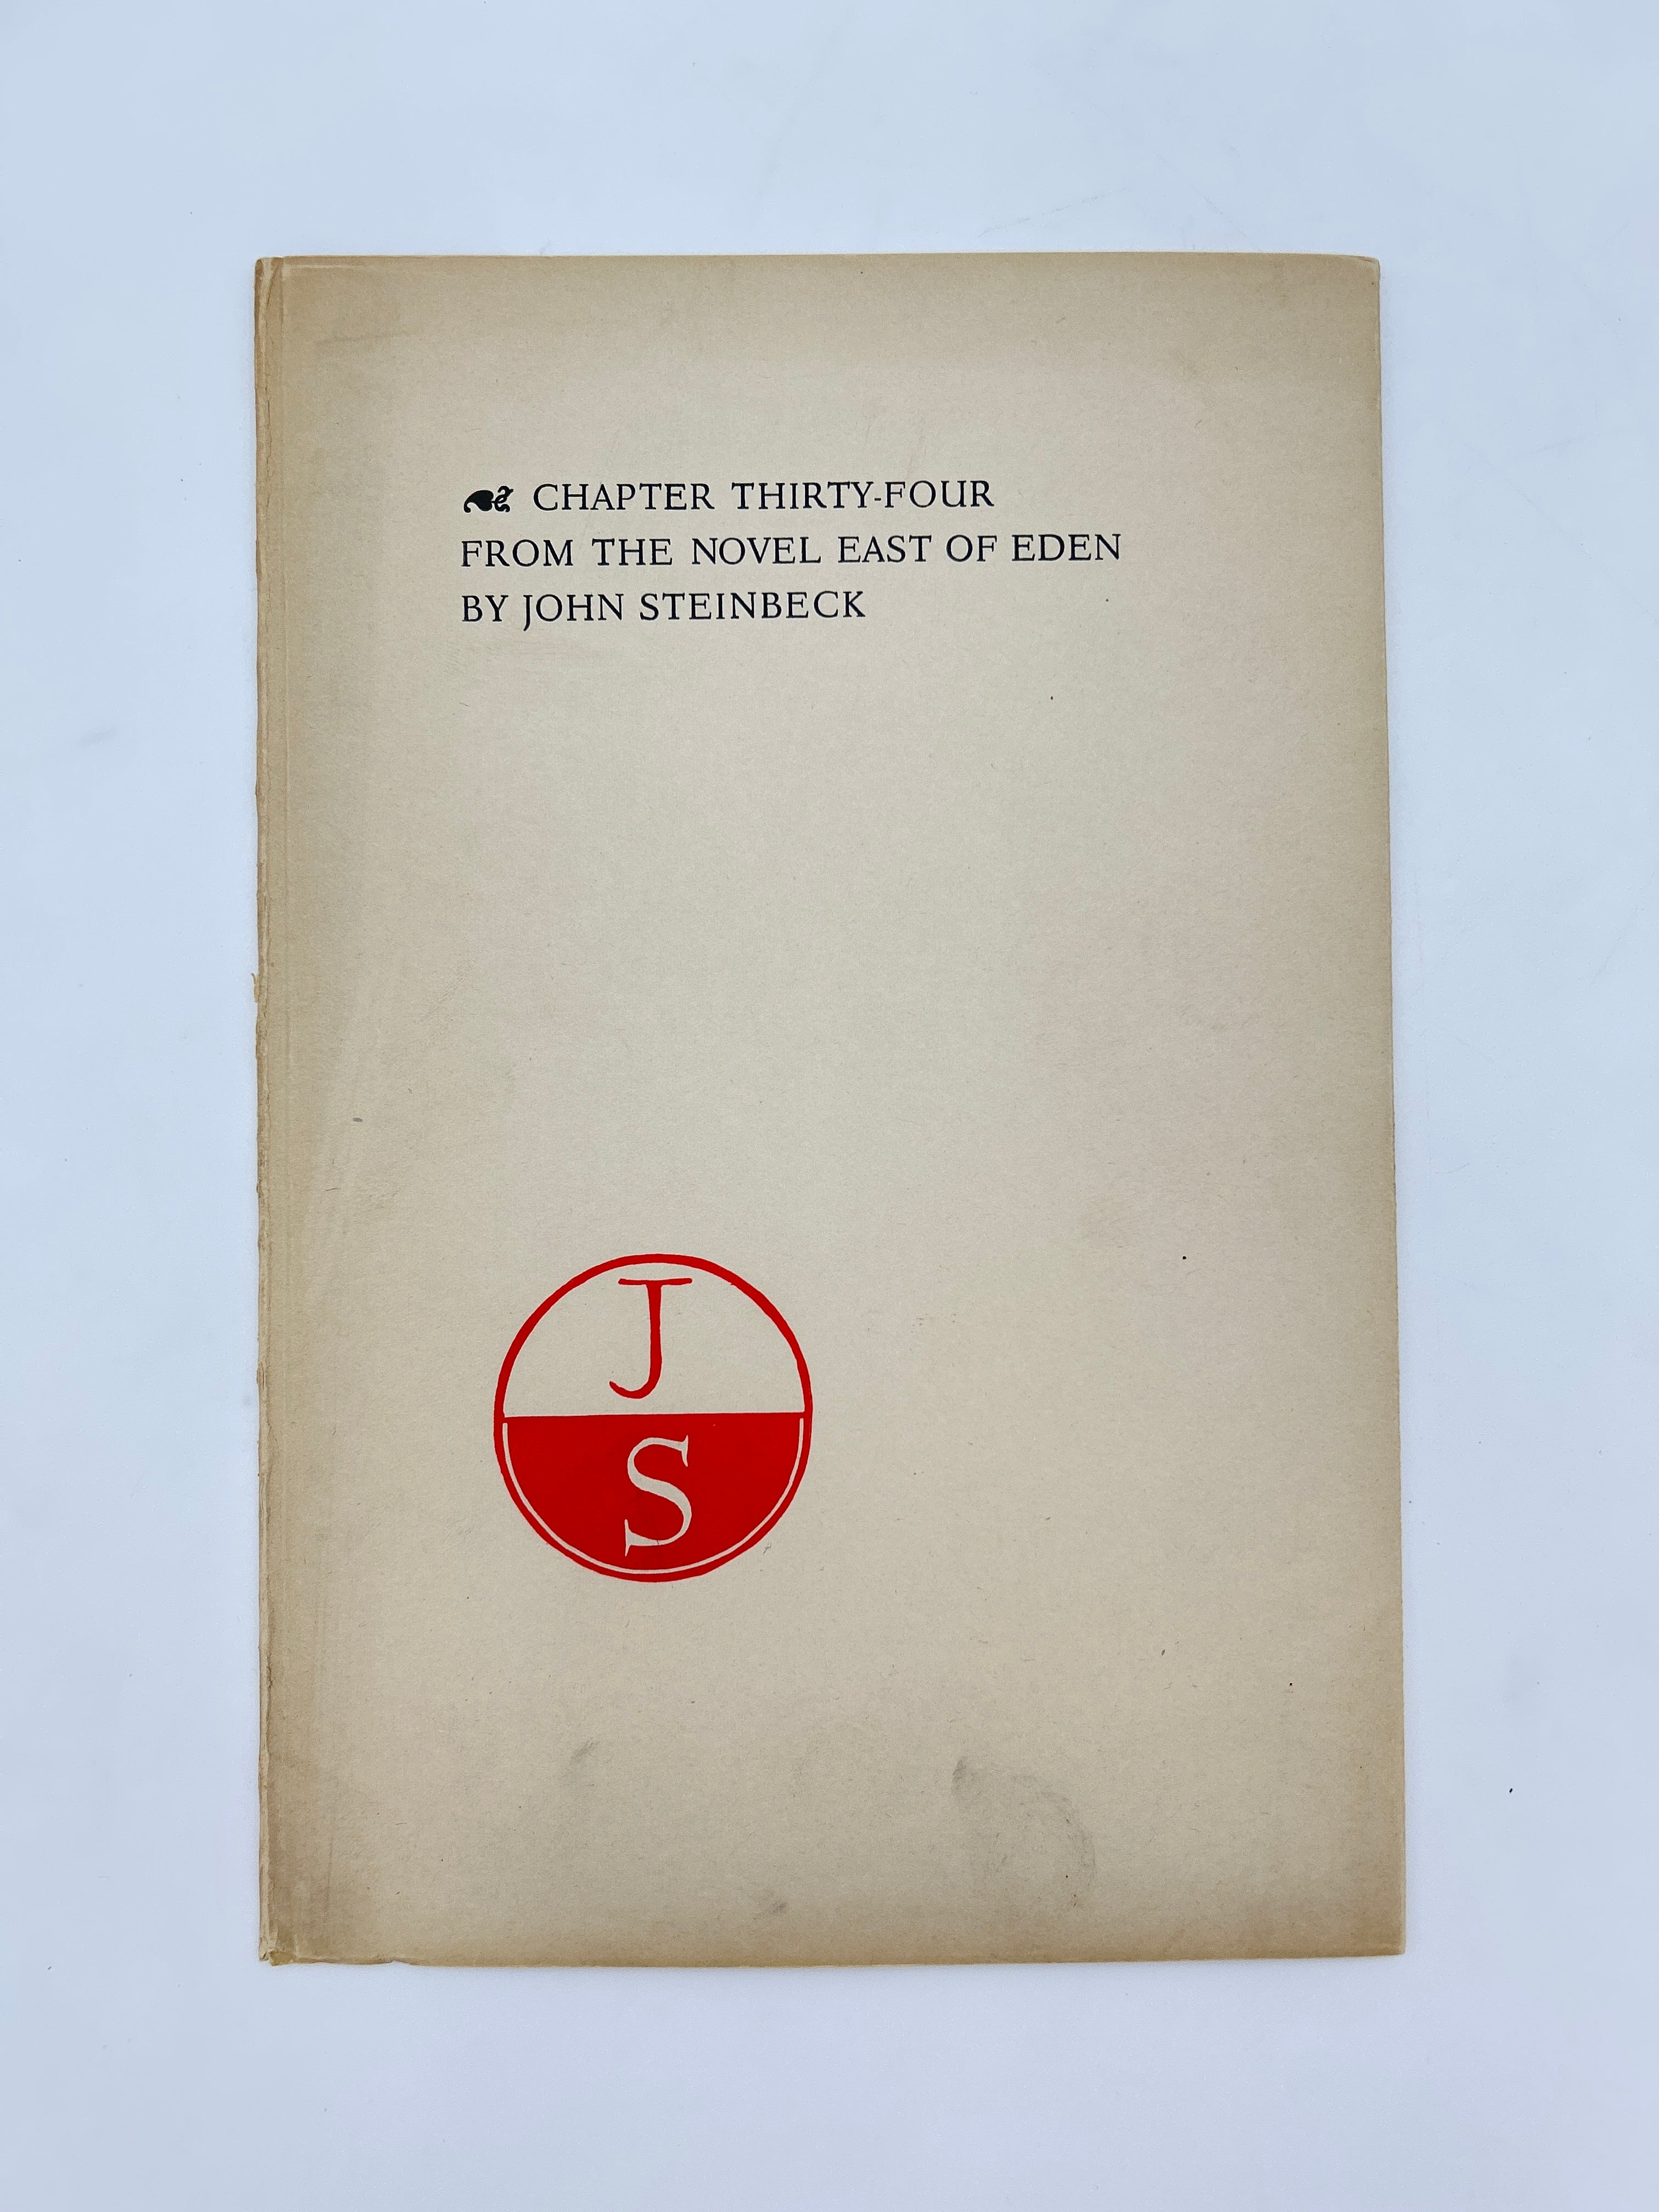 ❧ CHAPTER THIRTY-FOUR
FROM THE NOVEL EAST OF EDEN
BY JOHN STEINBECK
J
S